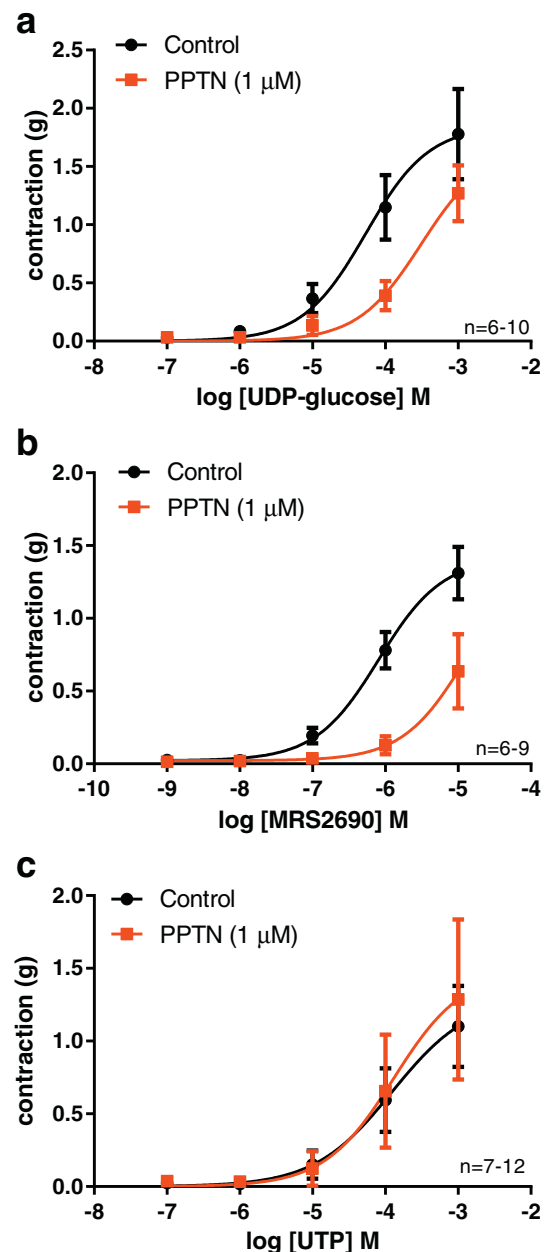 a
Control
PPTN (1 μM)
2.5
2.0
1.5
1.0
0.5
0.0
contraction (g)
n=6-10
-8 -7 -6 -5 -4 -3 -2
log [UDP-glucose] M
b
Control
PPTN (1 μM)
2.0
1.5
1.0
0.5
0.0
contraction (g)
n=6-9
-10 -9 -8 -7 -6 -5 -4
log [MRS2690] M
c
Control
PPTN (1 μM)
2.0
1.5
1.0
0.5
0.0
contraction (g)
n=7-12
-8 -7 -6 -5 -4 -3 -2
log [UTP] M